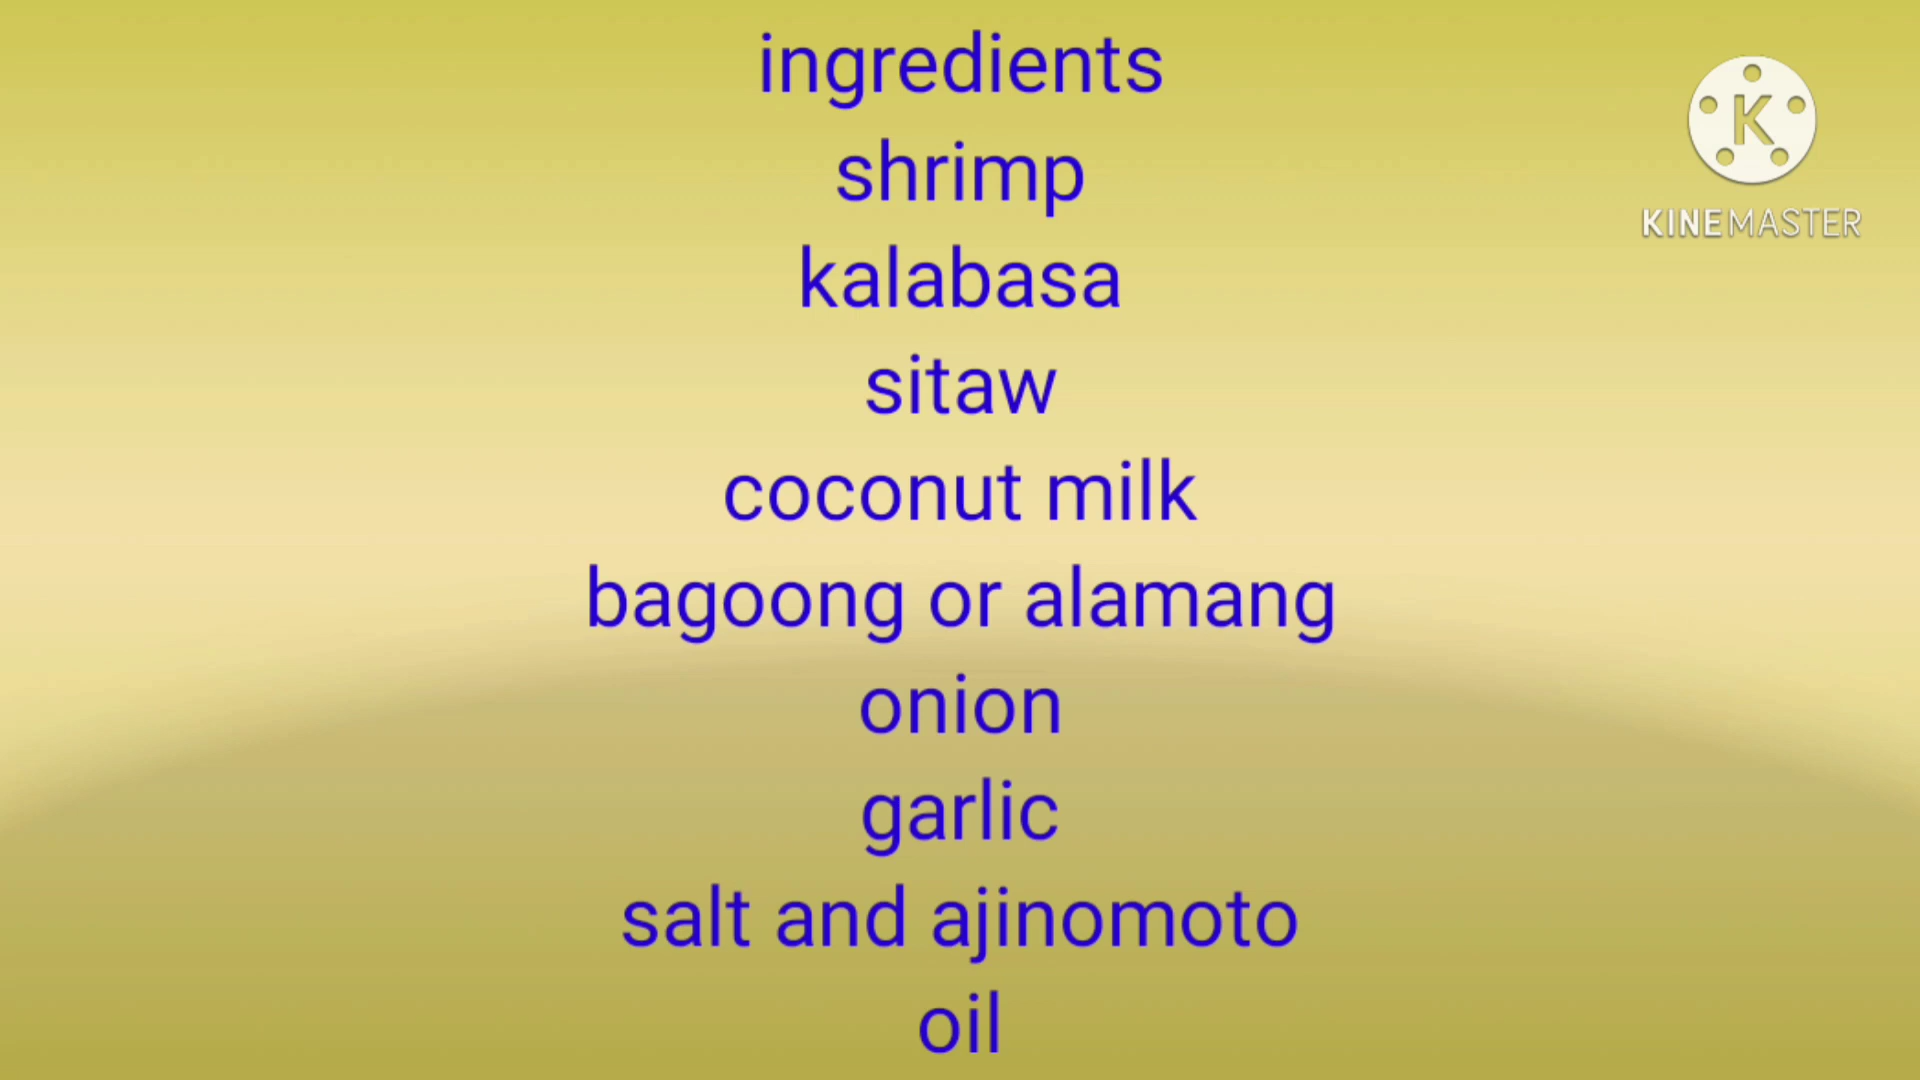 ingredients
shrimp
kalabasa
sitaw
coconut milk
bagoong or alamang
onion
garlic
salt and ajinomoto
oil
K
KINEMASTER